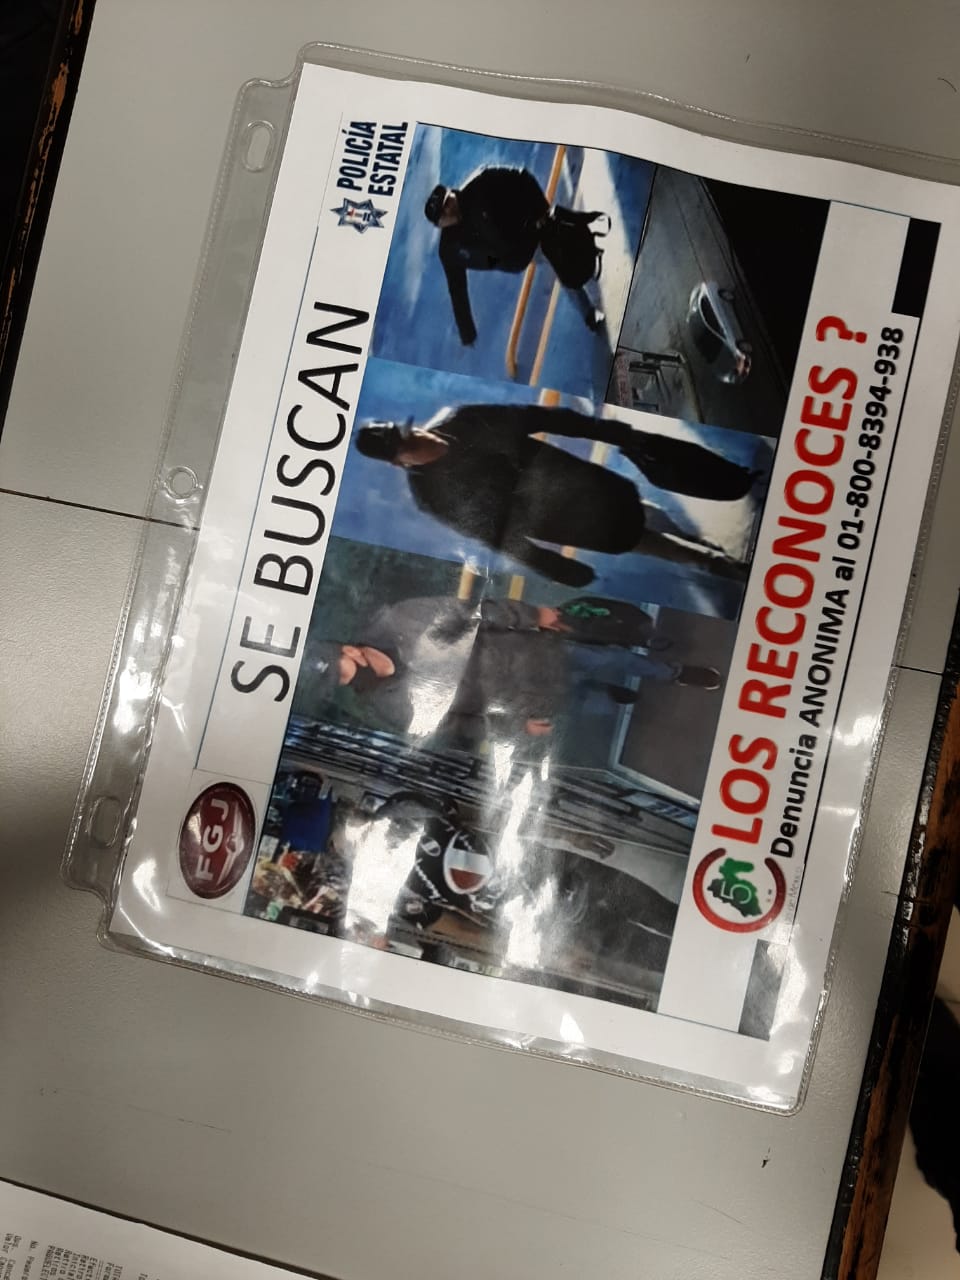 FGJ
SE BUSCAN
POLICÍA
ESTATAL
¿LOS RECONOCES ?
Denuncia ANONIMA al 01-800-8394-938